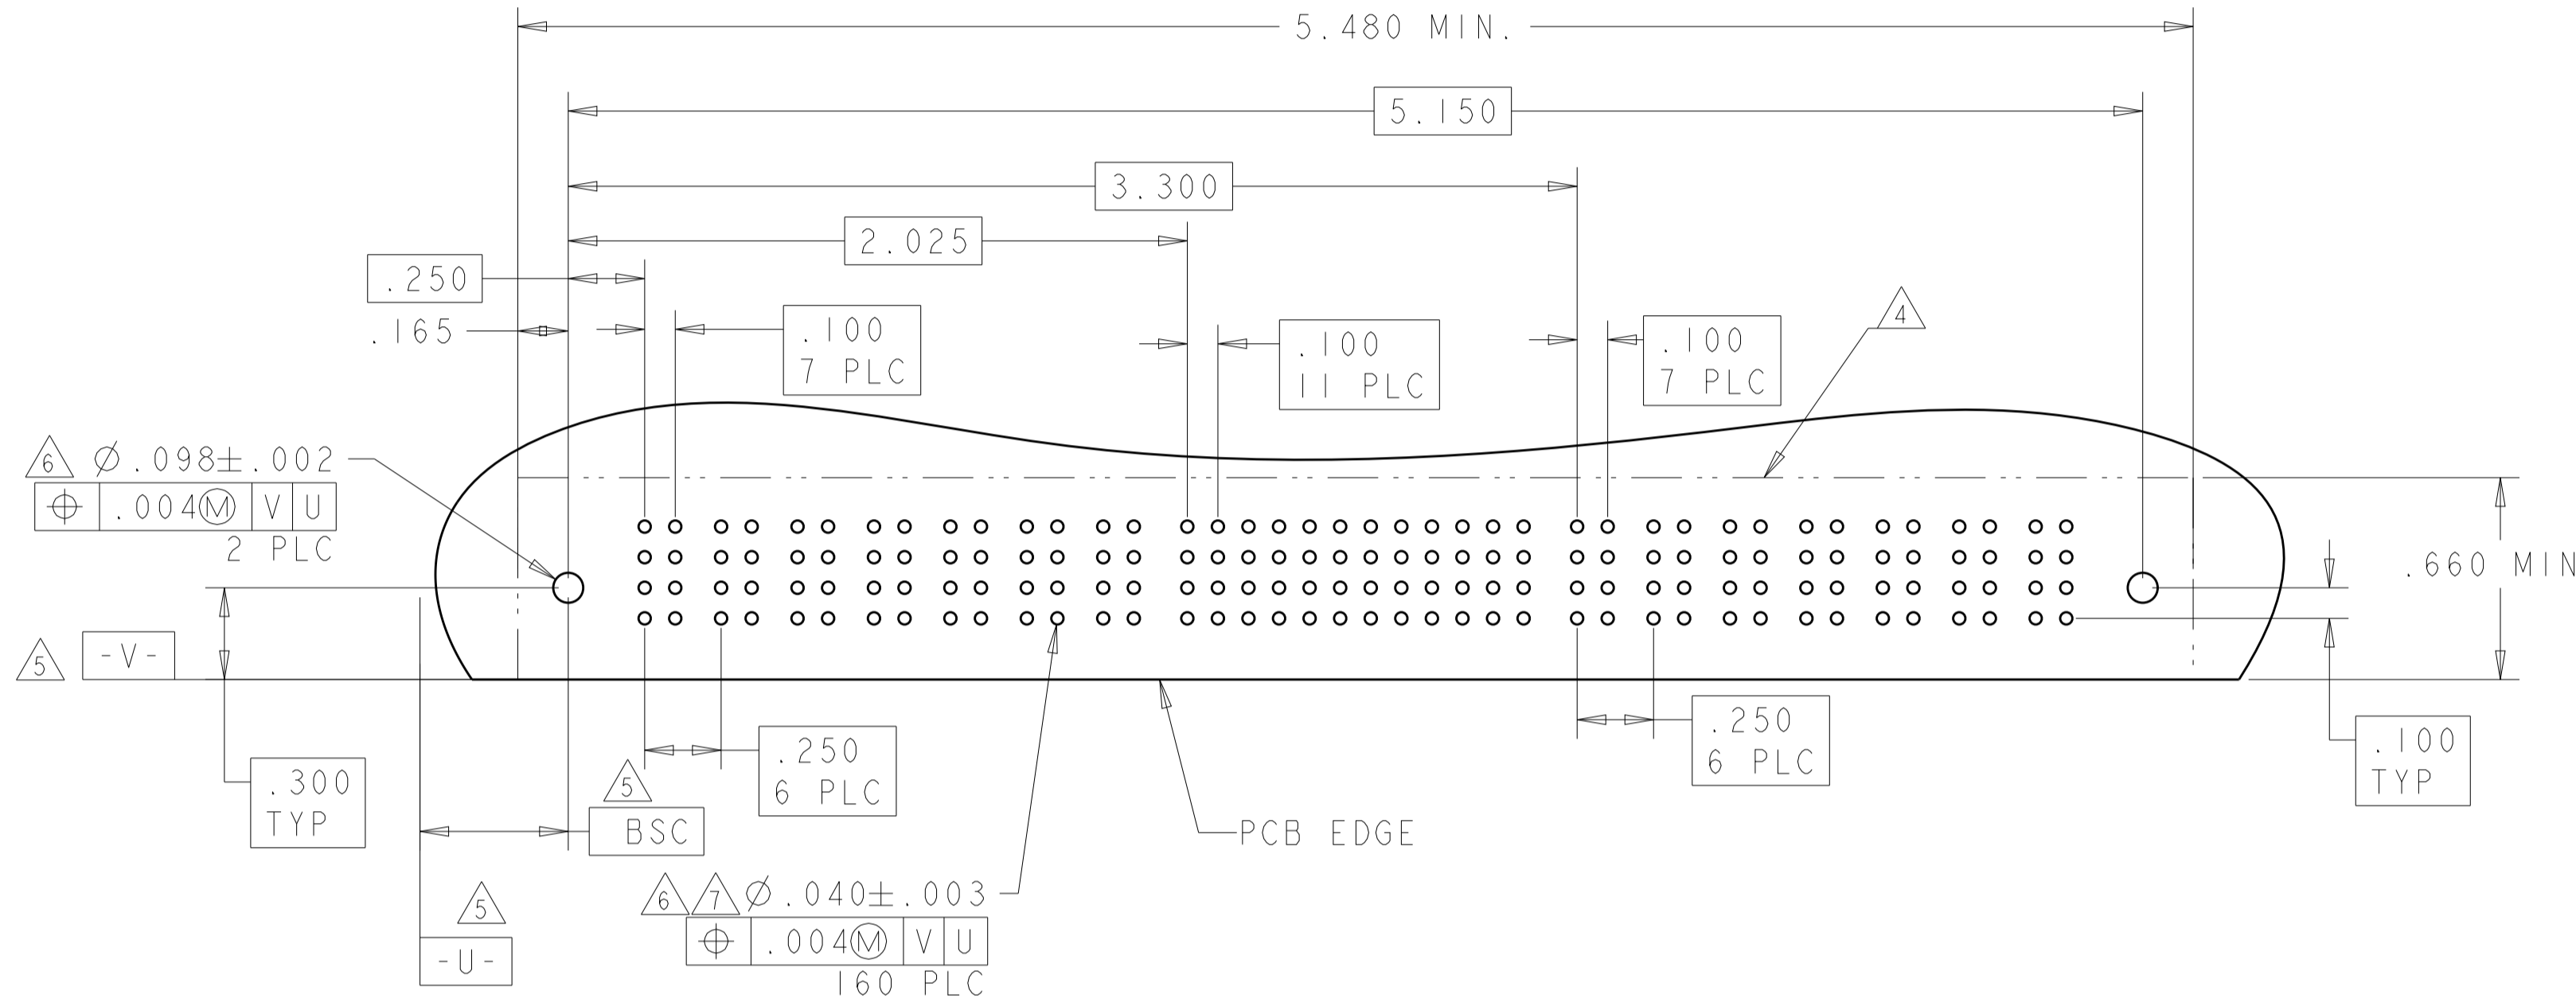 5.480 MIN.
5.150
3.300
2.025
.250
.165
.100
7 PLC
.100
11 PLC
.100
7 PLC
4
6 ⌀.098±.002
⌖ .004Ⓜ V U
2 PLC
.660 MIN
5 -V-
.300
TYP
.250
6 PLC
.250
6 PLC
.100
TYP
5
BSC
PCB EDGE
5
-U-
6 7 ⌀.040±.003
⌖ .004Ⓜ V U
160 PLC